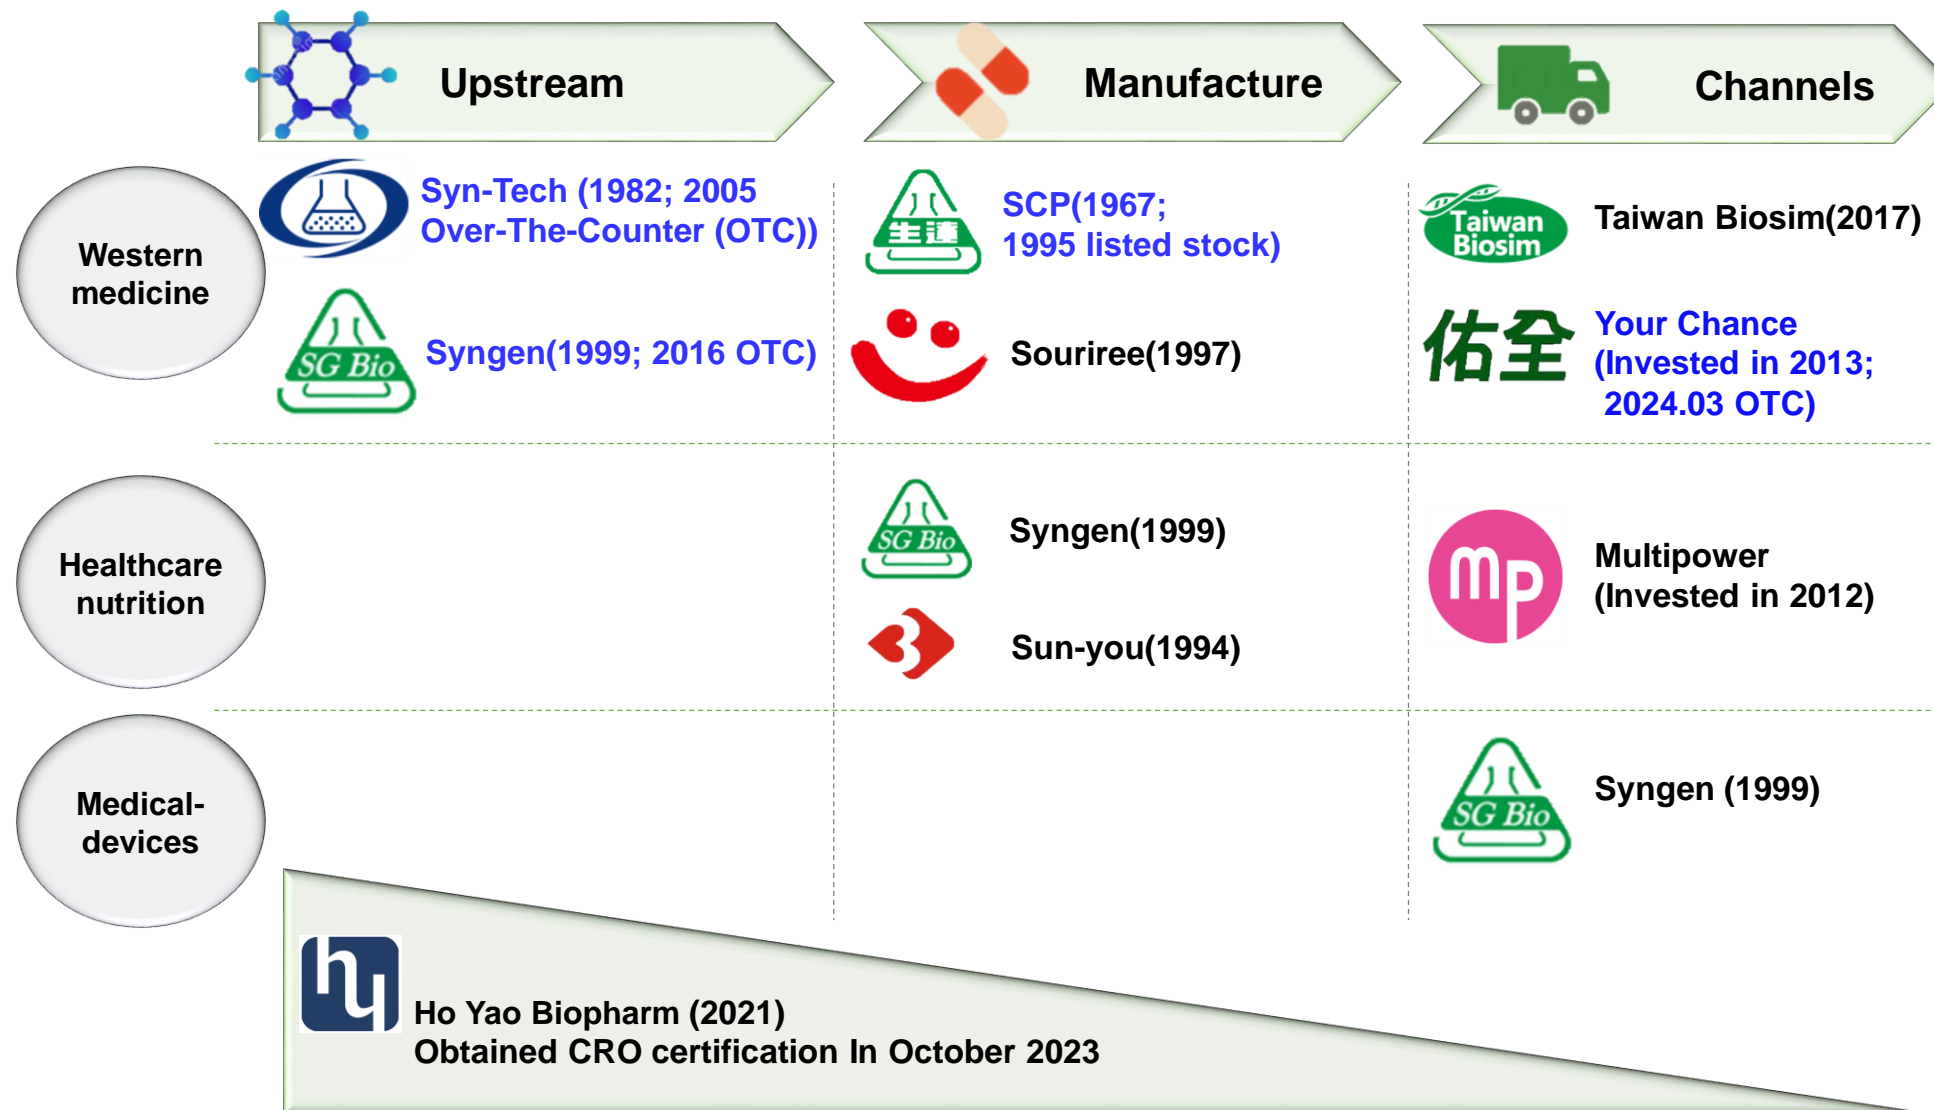 Upstream
Manufacture
Channels
Western
medicine
Syn-Tech (1982; 2005
Over-The-Counter (OTC))
SG Bio
Syngen(1999; 2016 OTC)
生達
SCP(1967;
1995 listed stock)
Souriree(1997)
Taiwan
Biosim
Taiwan Biosim(2017)
佑全
Your Chance
(Invested in 2013;
2024.03 OTC)
Healthcare
nutrition
SG Bio
Syngen(1999)
Sun-you(1994)
mp
Multipower
(Invested in 2012)
Medical-
devices
SG Bio
Syngen (1999)
hy
Ho Yao Biopharm (2021)
Obtained CRO certification In October 2023